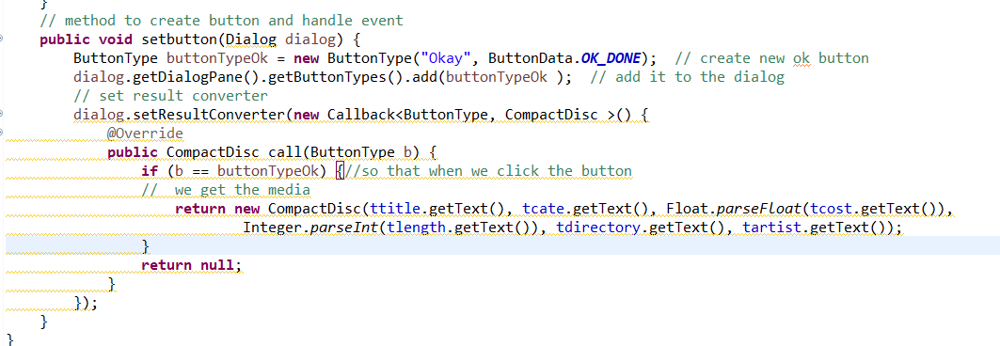 }
// method to create button and handle event
public void setbutton(Dialog dialog) {
ButtonType buttonTypeOk = new ButtonType("Okay", ButtonData.OK_DONE);  // create new ok button
dialog.getDialogPane().getButtonTypes().add(buttonTypeOk );  // add it to the dialog
// set result converter
dialog.setResultConverter(new Callback<ButtonType, CompactDisc >() {
@Override
public CompactDisc call(ButtonType b) {
if (b == buttonTypeOk) {//so that when we click the button
//  we get the media
return new CompactDisc(ttitle.getText(), tcate.getText(), Float.parseFloat(tcost.getText()),
Integer.parseInt(tlength.getText()), tdirectory.getText(), tartist.getText());
}
return null;
}
});
}
}